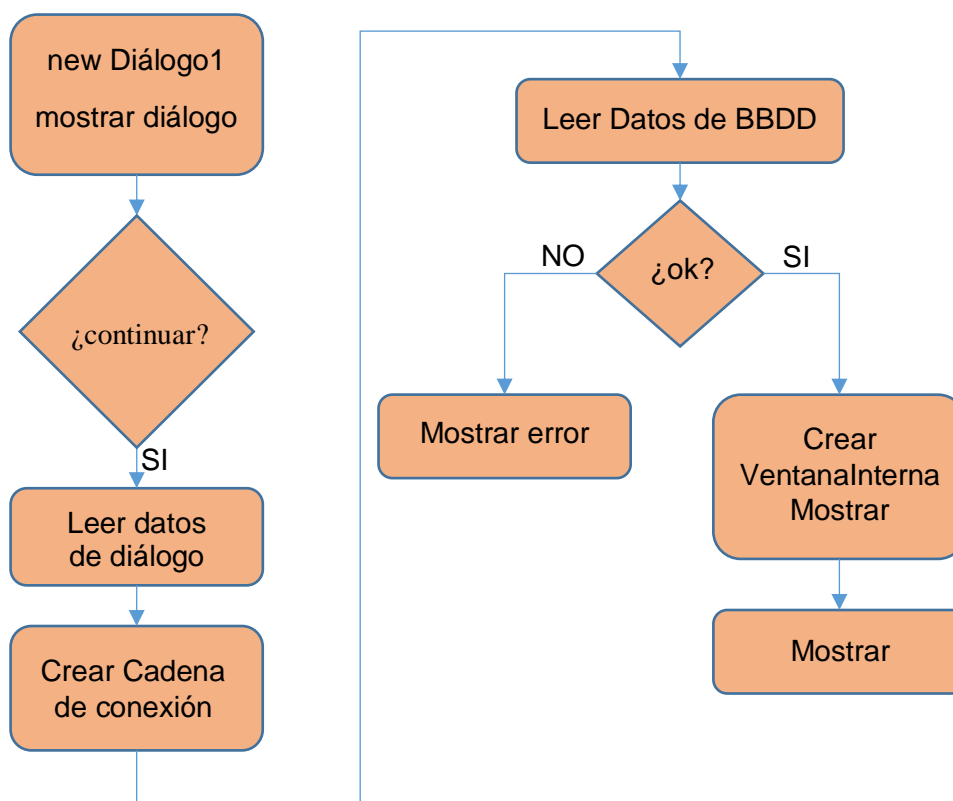 new Diálogo1
mostrar diálogo
¿continuar?
SI
Leer datos
de diálogo
Crear Cadena
de conexión
Leer Datos de BBDD
¿ok?
NO
SI
Mostrar error
Crear
VentanaInterna
Mostrar
Mostrar